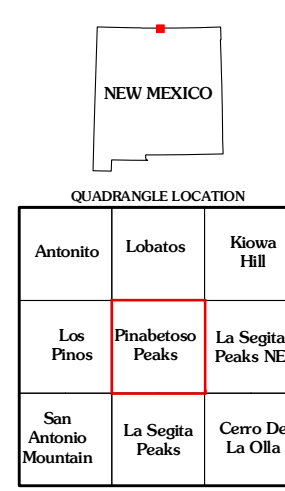 NEW MEXICO
QUADRANGLE LOCATION
Antonito
Lobatos
Kiowa
Hill
Los
Pinos
Pinabetoso
Peaks
La Segita
Peaks NE
San
Antonio
Mountain
La Segita
Peaks
Cerro De
La Olla